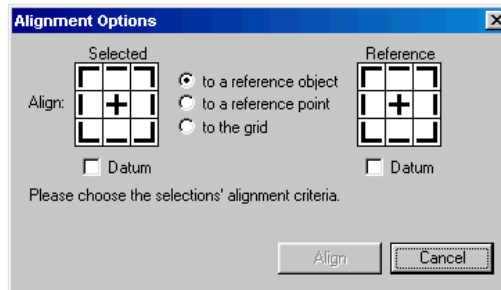 Alignment Options
Selected
Reference
Align:
to a reference object
to a reference point
to the grid
Datum
Datum
Please choose the selections' alignment criteria.
Align
Cancel